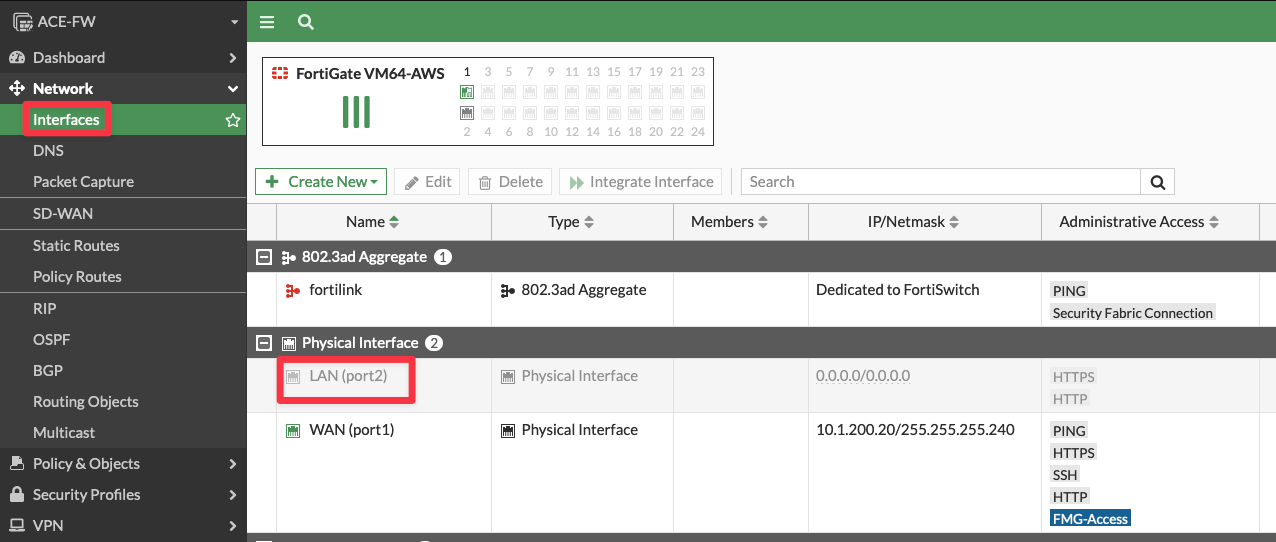 ACE-FW
Dashboard
Network
Interfaces
DNS
Packet Capture
SD-WAN
Static Routes
Policy Routes
RIP
OSPF
BGP
Routing Objects
Multicast
Policy & Objects
Security Profiles
VPN
FortiGate VM64-AWS
1 3 5 7 9 11 13 15 17 19 21 23
2 4 6 8 10 12 14 16 18 20 22 24
Create New Edit Delete Integrate Interface Search
Name Type Members IP/Netmask Administrative Access
802.3ad Aggregate 1
fortilink 802.3ad Aggregate Dedicated to FortiSwitch PING
Security Fabric Connection
Physical Interface 2
LAN (port2) Physical Interface 0.0.0.0/0.0.0.0 HTTPS
HTTP
WAN (port1) Physical Interface 10.1.200.20/255.255.255.240 PING
HTTPS
SSH
HTTP
FMG-Access